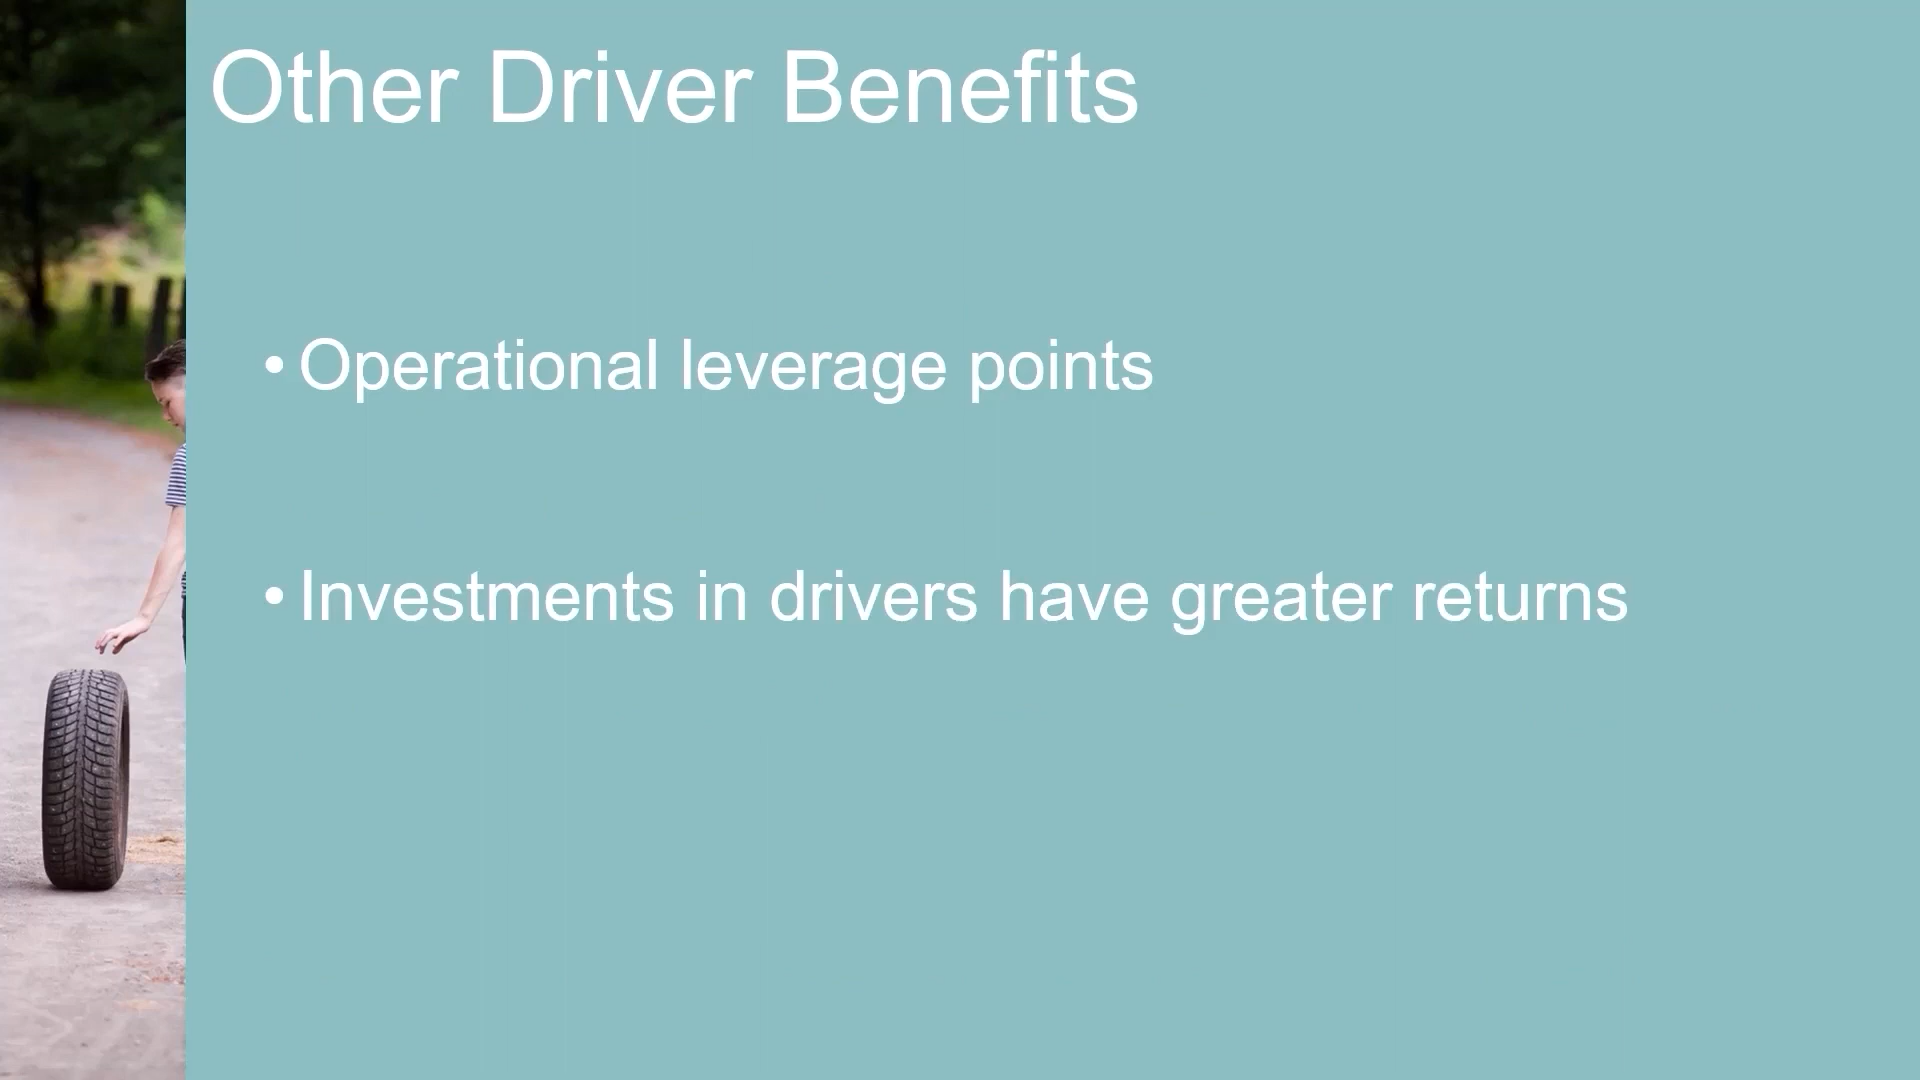 Other Driver Benefits
• Operational leverage points
• Investments in drivers have greater returns